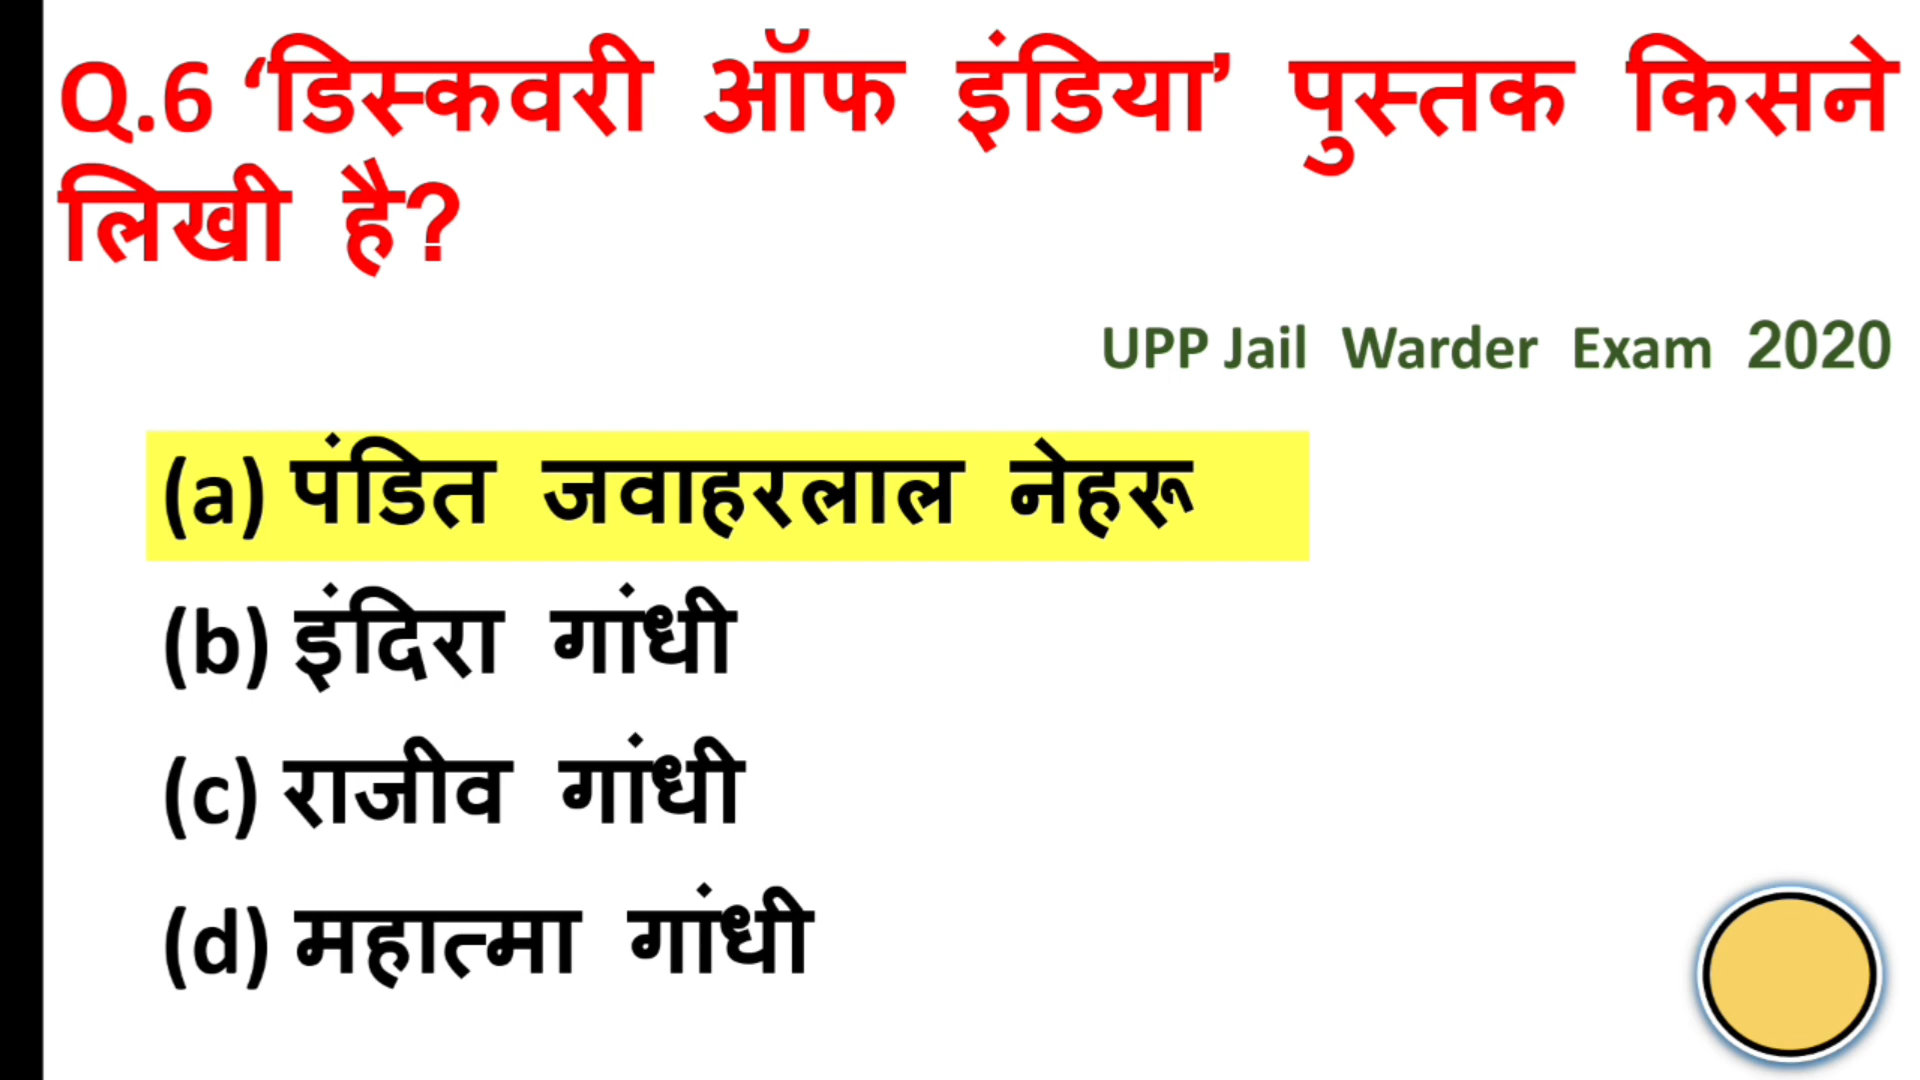 Q.6 ‘डिस्कवरी ऑफ इंडिया’ पुस्तक किसने
लिखी है?
UPP Jail Warder Exam 2020
(a) पंडित जवाहरलाल नेहरू
(b) इंदिरा गांधी
(c) राजीव गांधी
(d) महात्मा गांधी